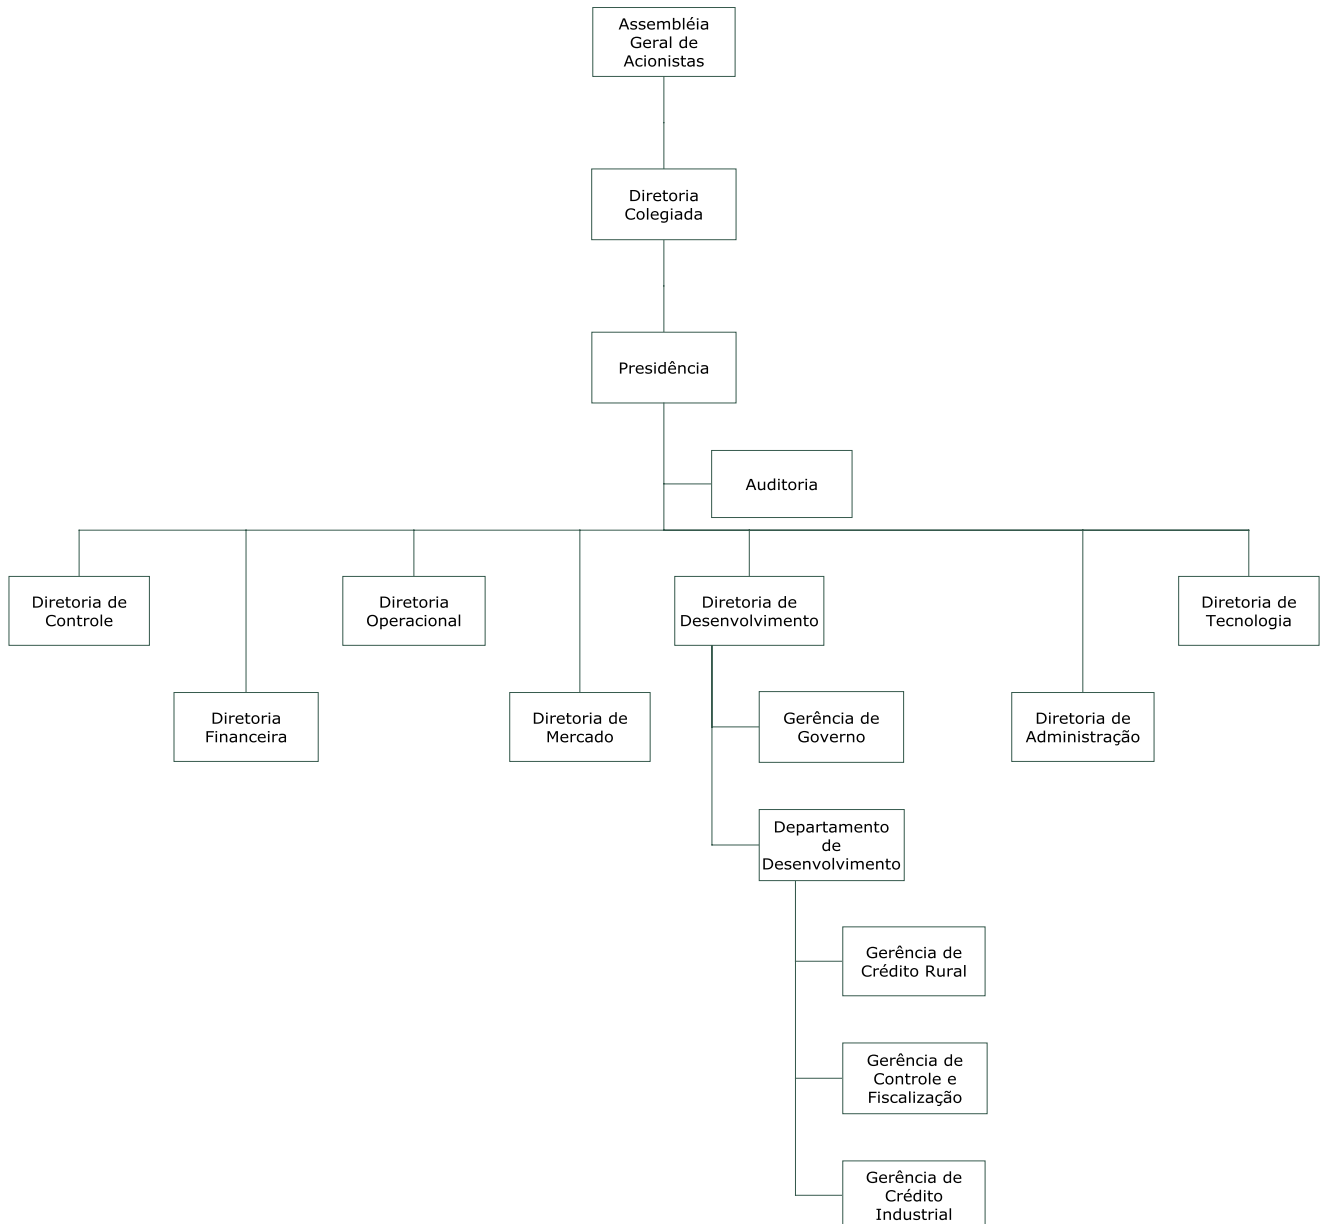 Assembléia
Geral de
Acionistas
Diretoria
Colegiada
Presidência
Auditoria
Diretoria de
Controle
Diretoria
Operacional
Diretoria de
Desenvolvimento
Diretoria de
Tecnologia
Diretoria
Financeira
Diretoria de
Mercado
Gerência de
Governo
Diretoria de
Administração
Departamento
de
Desenvolvimento
Gerência de
Crédito Rural
Gerência de
Controle e
Fiscalização
Gerência de
Crédito
Industrial